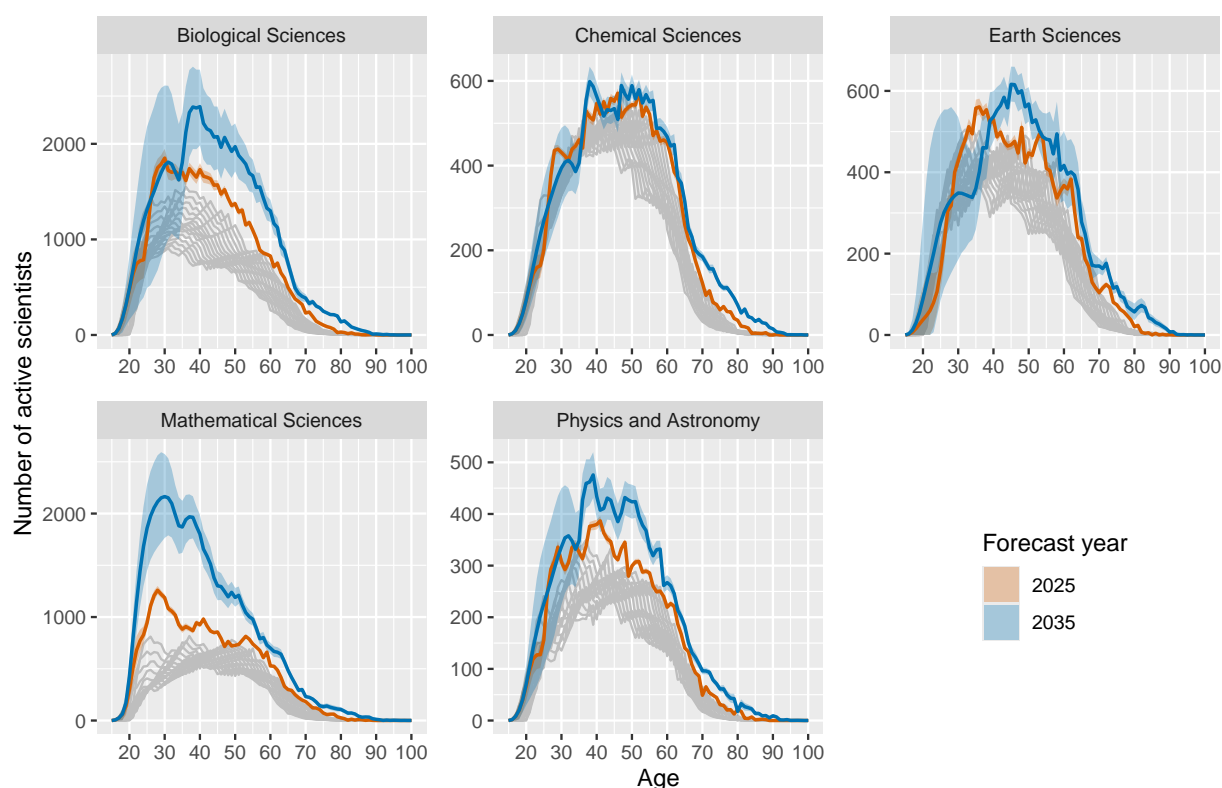 Biological Sciences
Chemical Sciences
Earth Sciences
2000
1000
0
20 30 40 50 60 70 80 90 100
600
400
200
0
20 30 40 50 60 70 80 90 100
600
400
200
0
20 30 40 50 60 70 80 90 100
Number of active scientists
Mathematical Sciences
Physics and Astronomy
2000
1000
0
20 30 40 50 60 70 80 90 100
500
400
300
200
100
0
20 30 40 50 60 70 80 90 100
Age
Forecast year
2025
2035